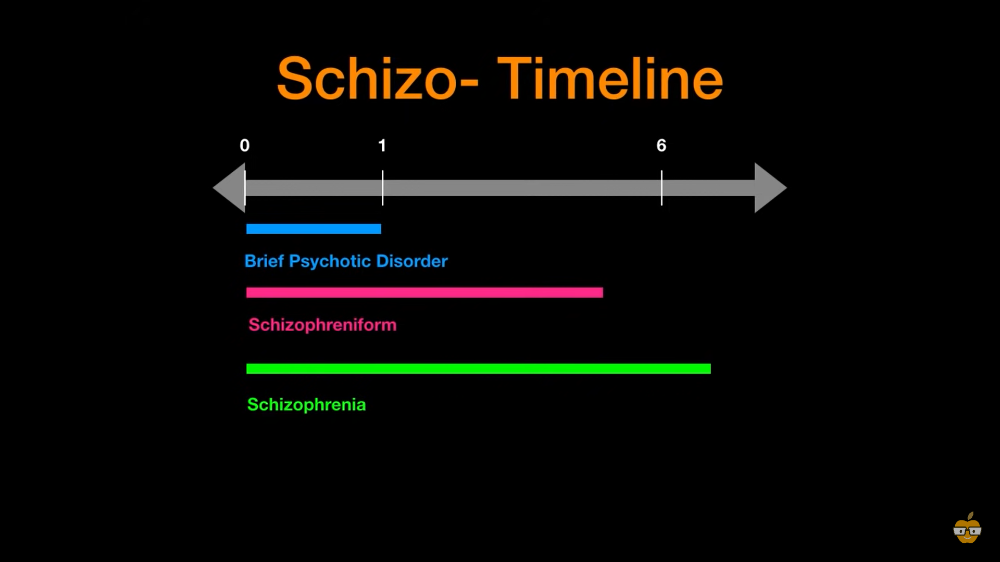 Schizo- Timeline
0 1 6
Brief Psychotic Disorder
Schizophreniform
Schizophrenia